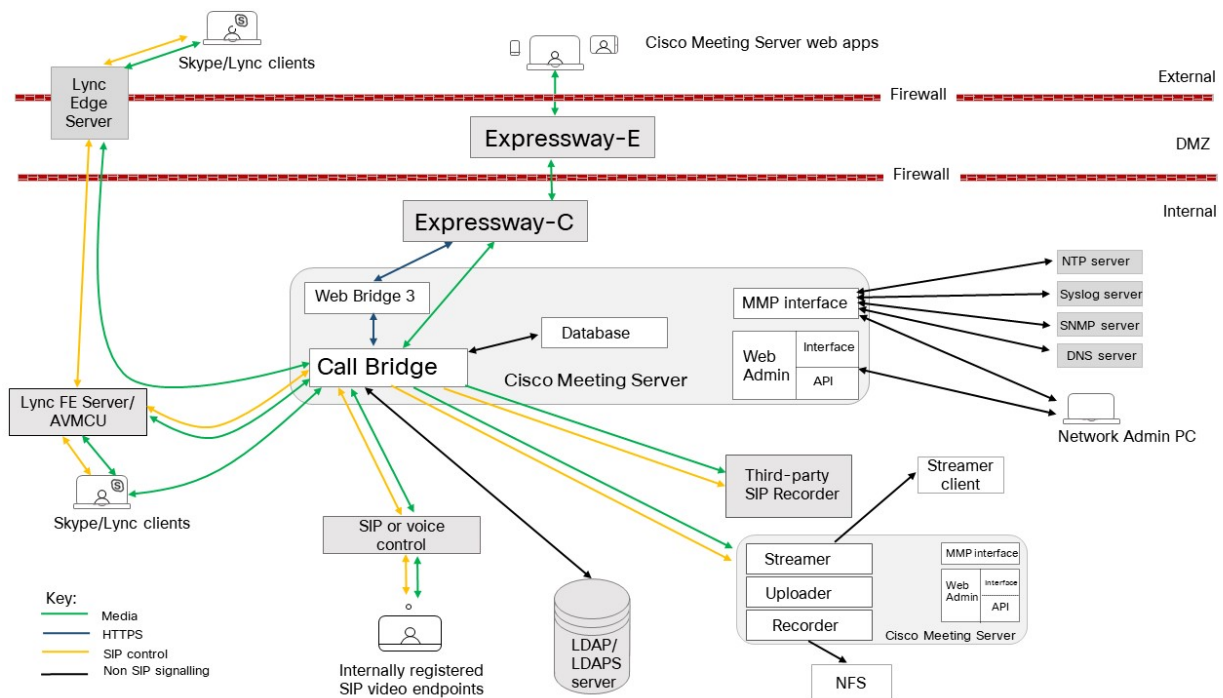 Skype/Lync clients
Cisco Meeting Server web apps
Lync
Edge
Server
External
Firewall
Expressway-E
DMZ
Firewall
Expressway-C
Internal
Web Bridge 3
MMP interface
NTP server
Syslog server
SNMP server
DNS server
Database
Call Bridge
Cisco Meeting Server
Web
Admin
Interface
API
Network Admin PC
Lync FE Server/
AVMCU
Skype/Lync clients
SIP or voice
control
Third-party
SIP Recorder
Streamer
client
Streamer
Uploader
Recorder
MMP interface
Web
Admin
Interface
API
Cisco Meeting Server
Key:
Media
HTTPS
SIP control
Non SIP signalling
Internally registered
SIP video endpoints
LDAP/
LDAPS
server
NFS